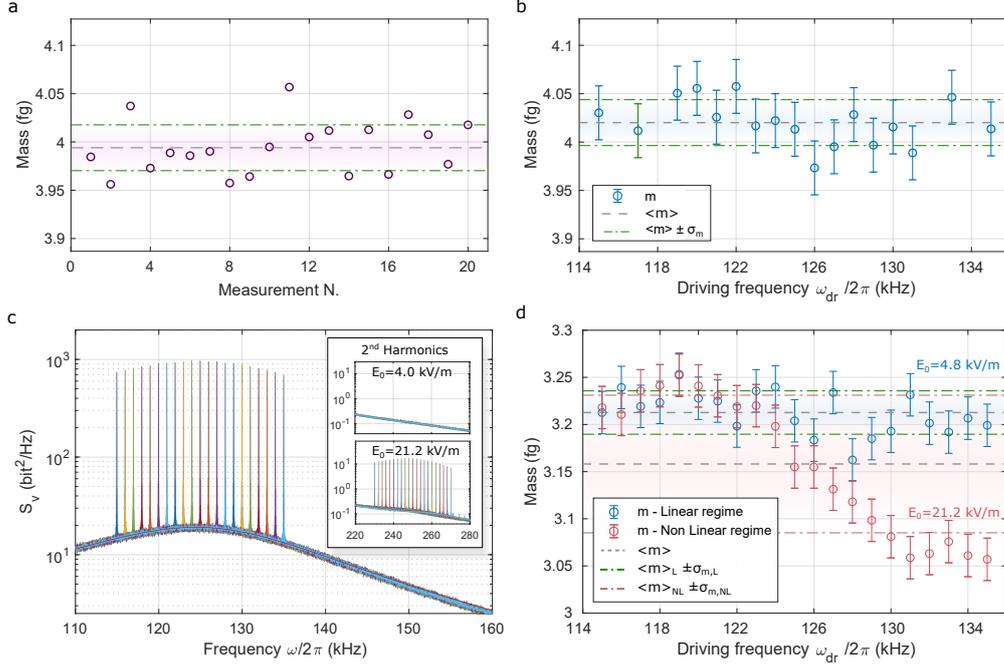 a
4.1
4.05
4
3.95
3.9
Mass (fg)
0 4 8 12 16 20
Measurement N.
b
4.1
4.05
4
3.95
3.9
Mass (fg)
m
<m>
<m> ± σm
114 118 122 126 130 134
Driving frequency ωdr /2π (kHz)
c
10³
10²
10¹
Sv (bit²/Hz)
2nd Harmonics
E₀=4.0 kV/m
10¹
10⁰
10⁻¹
E₀=21.2 kV/m
10¹
10⁰
10⁻¹
220 240 260 280
110 120 130 140 150 160
Frequency ω/2π (kHz)
d
3.3
3.25
3.2
3.15
3.1
3.05
3
Mass (fg)
E₀=4.8 kV/m
E₀=21.2 kV/m
m - Linear regime
m - Non Linear regime
<m>
<m>L ±σm,L
<m>NL ±σm,NL
114 118 122 126 130 134
Driving frequency ωdr /2π (kHz)